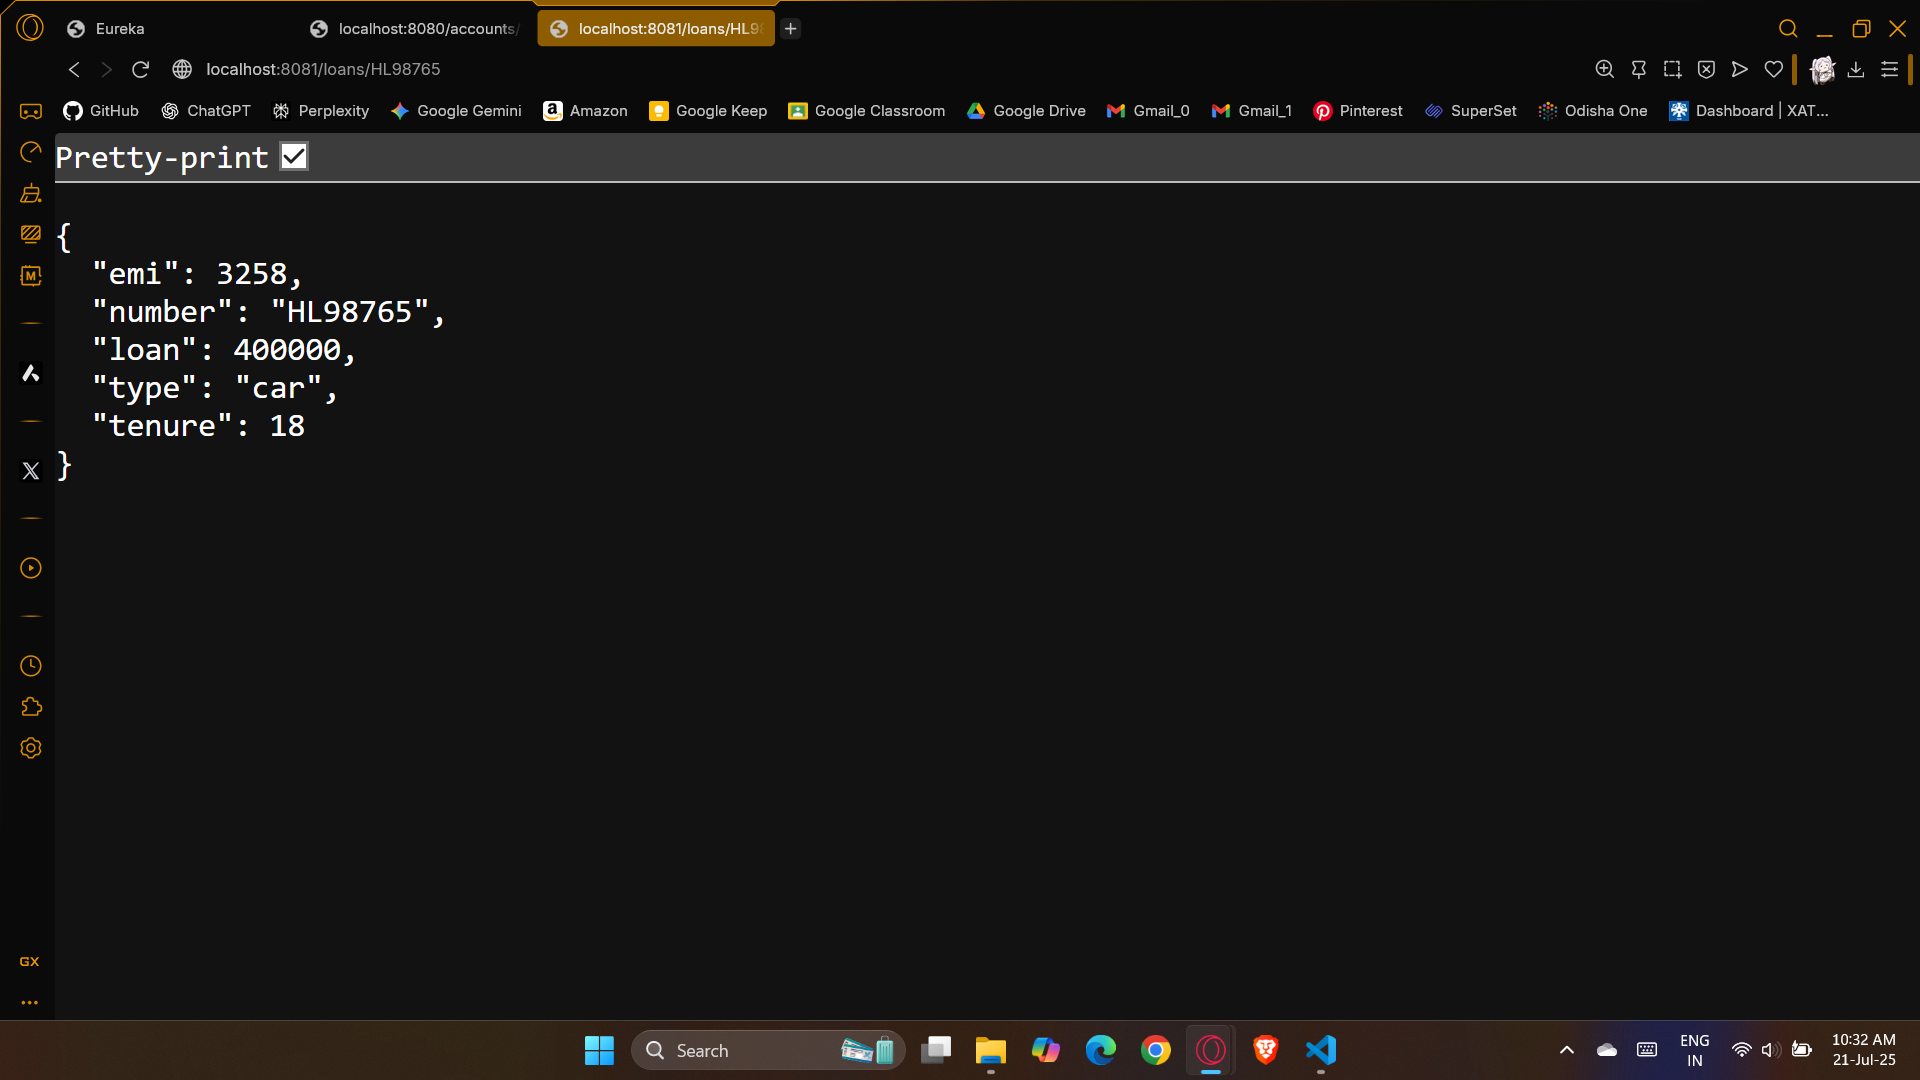 Eureka
localhost:8080/accounts/
localhost:8081/loans/HL98
localhost:8081/loans/HL98765
GitHub
ChatGPT
Perplexity
Google Gemini
Amazon
Google Keep
Google Classroom
Google Drive
Gmail_0
Gmail_1
Pinterest
SuperSet
Odisha One
Dashboard | XAT...
Pretty-print
{
"emi": 3258,
"number": "HL98765",
"loan": 400000,
"type": "car",
"tenure": 18
}
GX
Search
ENG
IN
10:32 AM
21-Jul-25